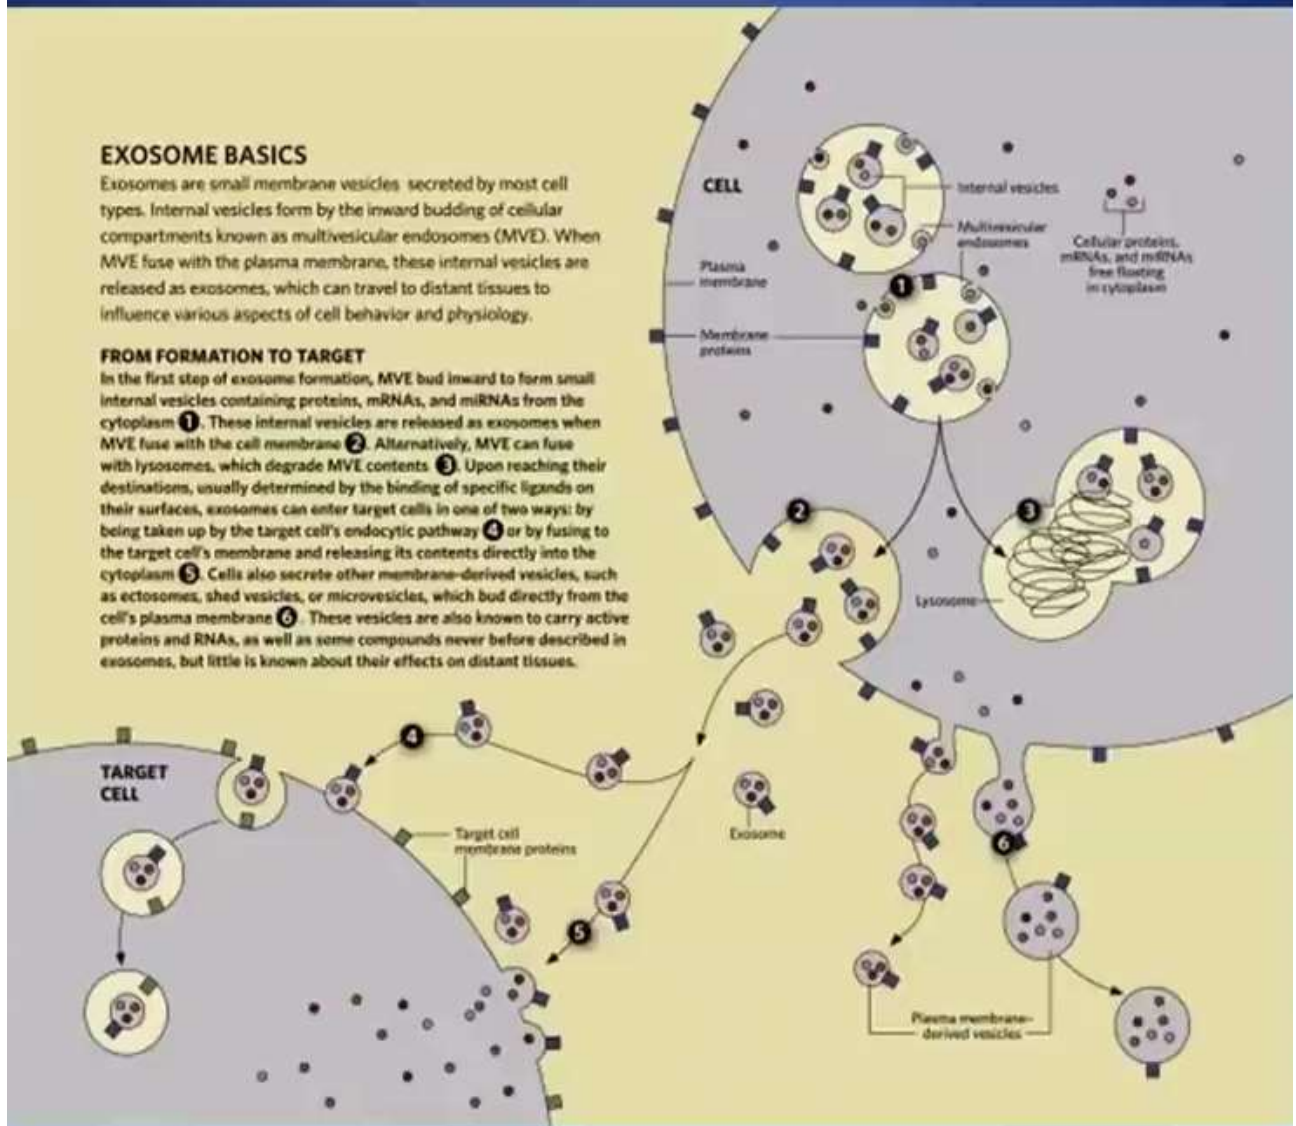 EXOSOME BASICS
Exosomes are small membrane vesicles secreted by most cell
types. Internal vesicles form by the inward budding of cellular
compartments known as multivesicular endosomes (MVE). When
MVE fuse with the plasma membrane, these internal vesicles are
released as exosomes, which can travel to distant tissues to
influence various aspects of cell behavior and physiology.
FROM FORMATION TO TARGET
In the first step of exosome formation, MVE bud inward to form small
internal vesicles containing proteins, mRNAs, and miRNAs from the
cytoplasm 1. These internal vesicles are released as exosomes when
MVE fuse with the cell membrane 2. Alternatively, MVE can fuse
with lysosomes, which degrade MVE contents 3. Upon reaching their
destinations, usually determined by the binding of specific ligands on
their surfaces, exosomes can enter target cells in one of two ways: by
being taken up by the target cell's endocytic pathway 4 or by fusing to
the target cell's membrane and releasing its contents directly into the
cytoplasm 5. Cells also secrete other membrane-derived vesicles, such
as ectosomes, shed vesicles, or microvesicles, which bud directly from the
cell's plasma membrane 6. These vesicles are also known to carry active
proteins and RNAs, as well as some compounds never before described in
exosomes, but little is known about their effects on distant tissues.
CELL
Internal vesicles
Multivesicular
endosomes
Cellular proteins,
mRNAs, and miRNAs
free floating
in cytoplasm
Plasma
membrane
1
Membrane
proteins
2
3
Lysosome
4
TARGET
CELL
Target cell
membrane proteins
Exosome
6
5
Plasma membrane-
derived vesicles